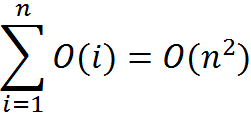 n
∑ O(i) = O(n²)
i=1